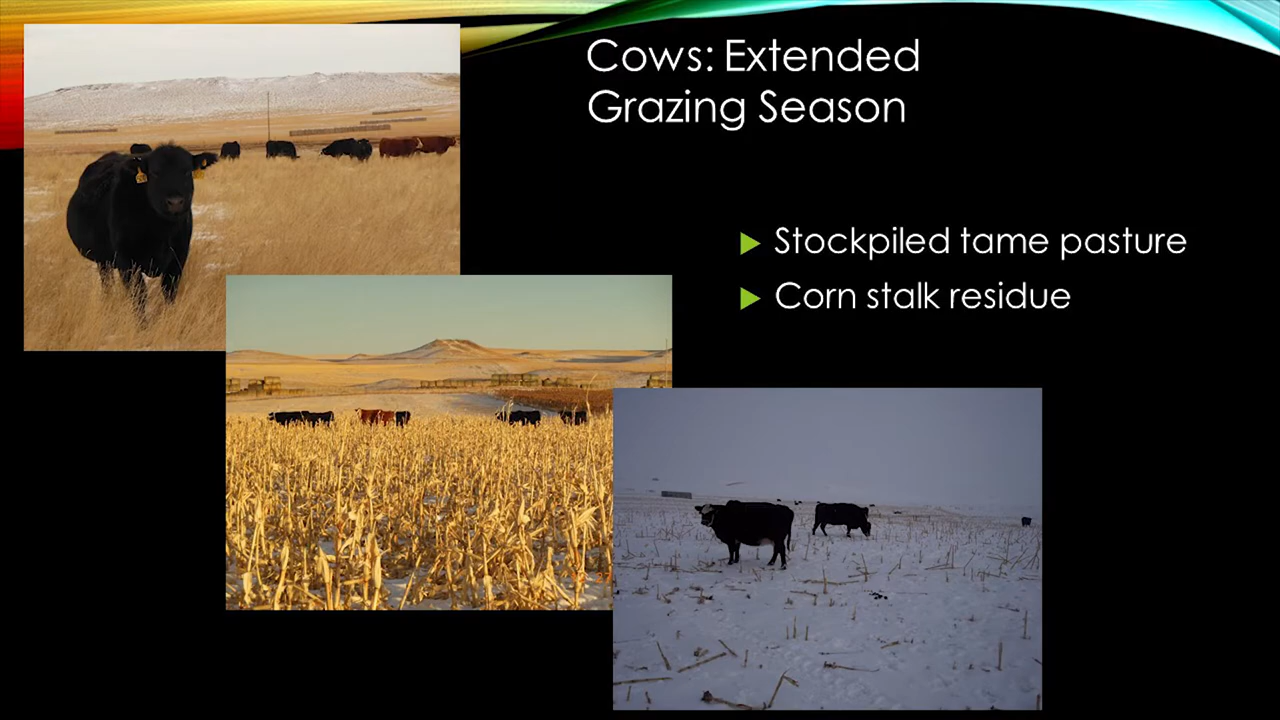 Cows: Extended
Grazing Season
Stockpiled tame pasture
Corn stalk residue